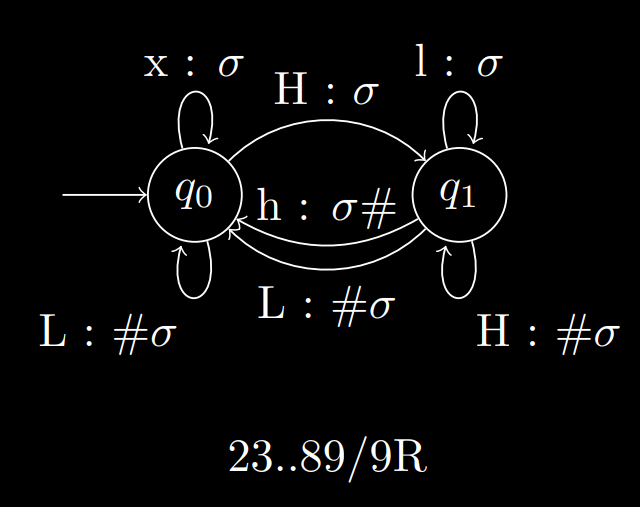 x : σ
l : σ
H : σ
q0
q1
h : σ#
L : #σ
L : #σ
H : #σ
23..89/9R